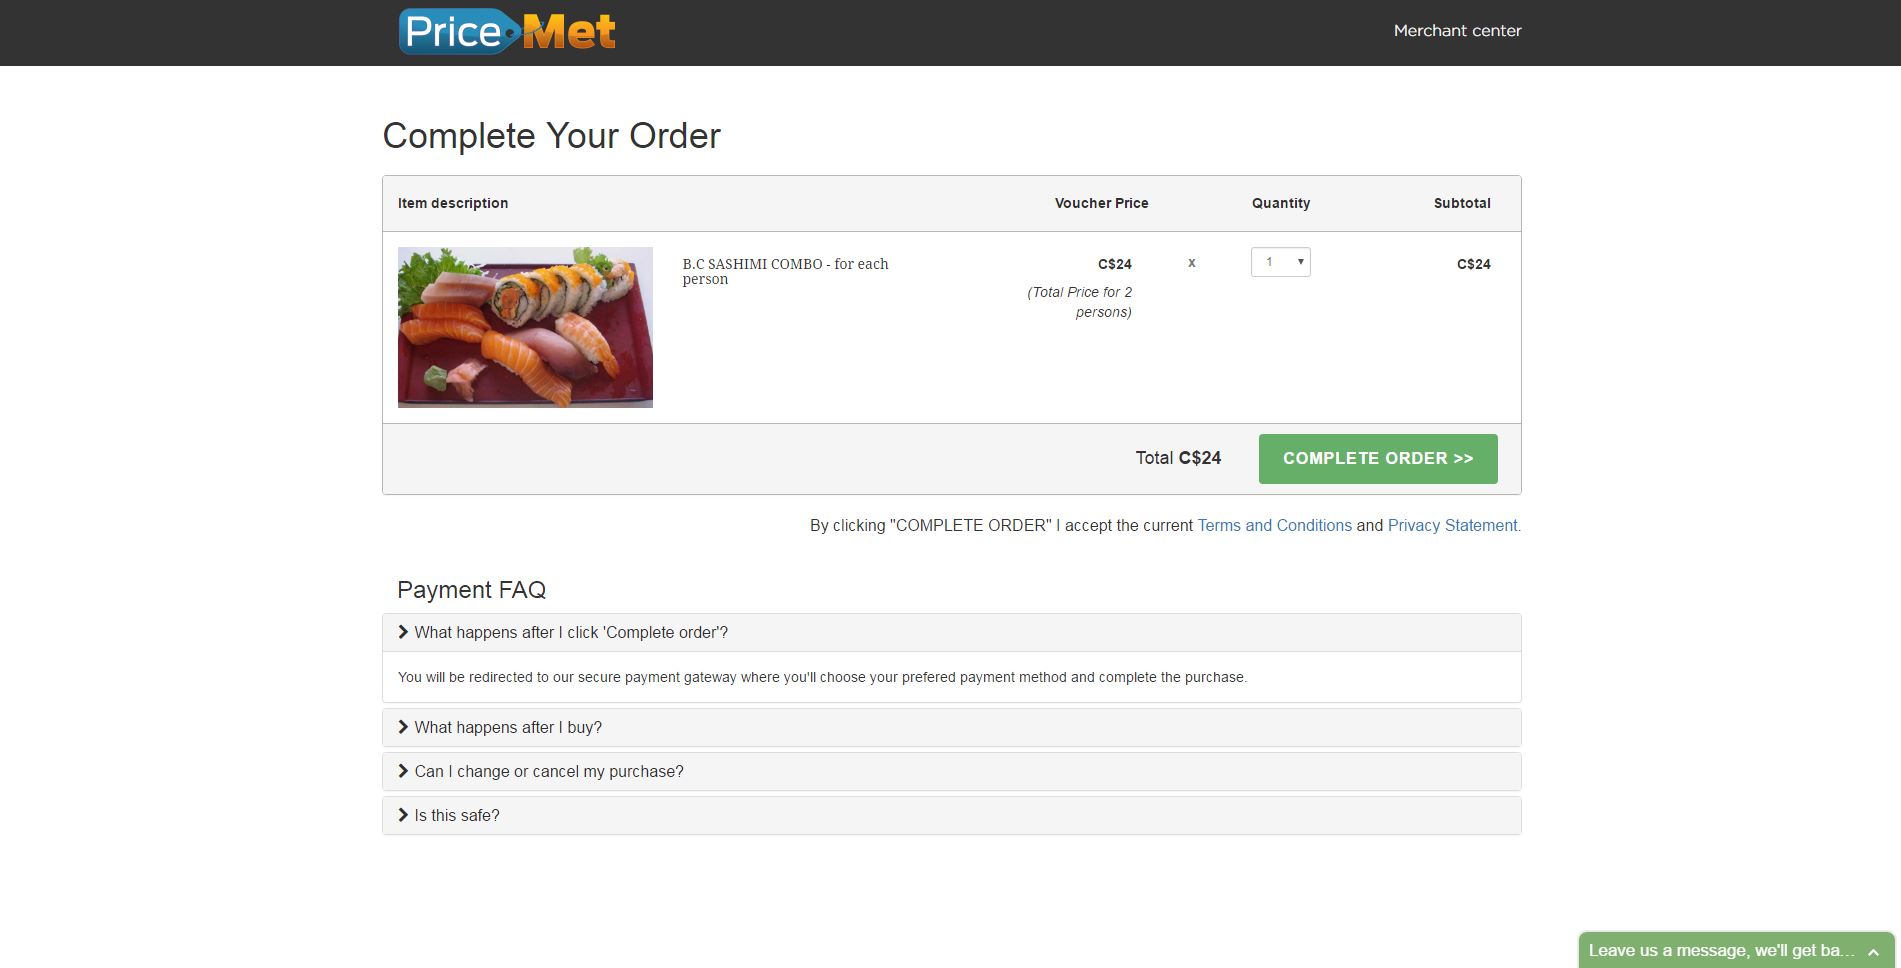 Price Met
Merchant center
Complete Your Order
Item description Voucher Price Quantity Subtotal
B.C SASHIMI COMBO - for each
person
C$24 x 1 C$24
(Total Price for 2
persons)
Total C$24 COMPLETE ORDER >>
By clicking "COMPLETE ORDER" I accept the current Terms and Conditions and Privacy Statement.
Payment FAQ
What happens after I click 'Complete order'?
You will be redirected to our secure payment gateway where you'll choose your prefered payment method and complete the purchase.
What happens after I buy?
Can I change or cancel my purchase?
Is this safe?
Leave us a message, we'll get ba...